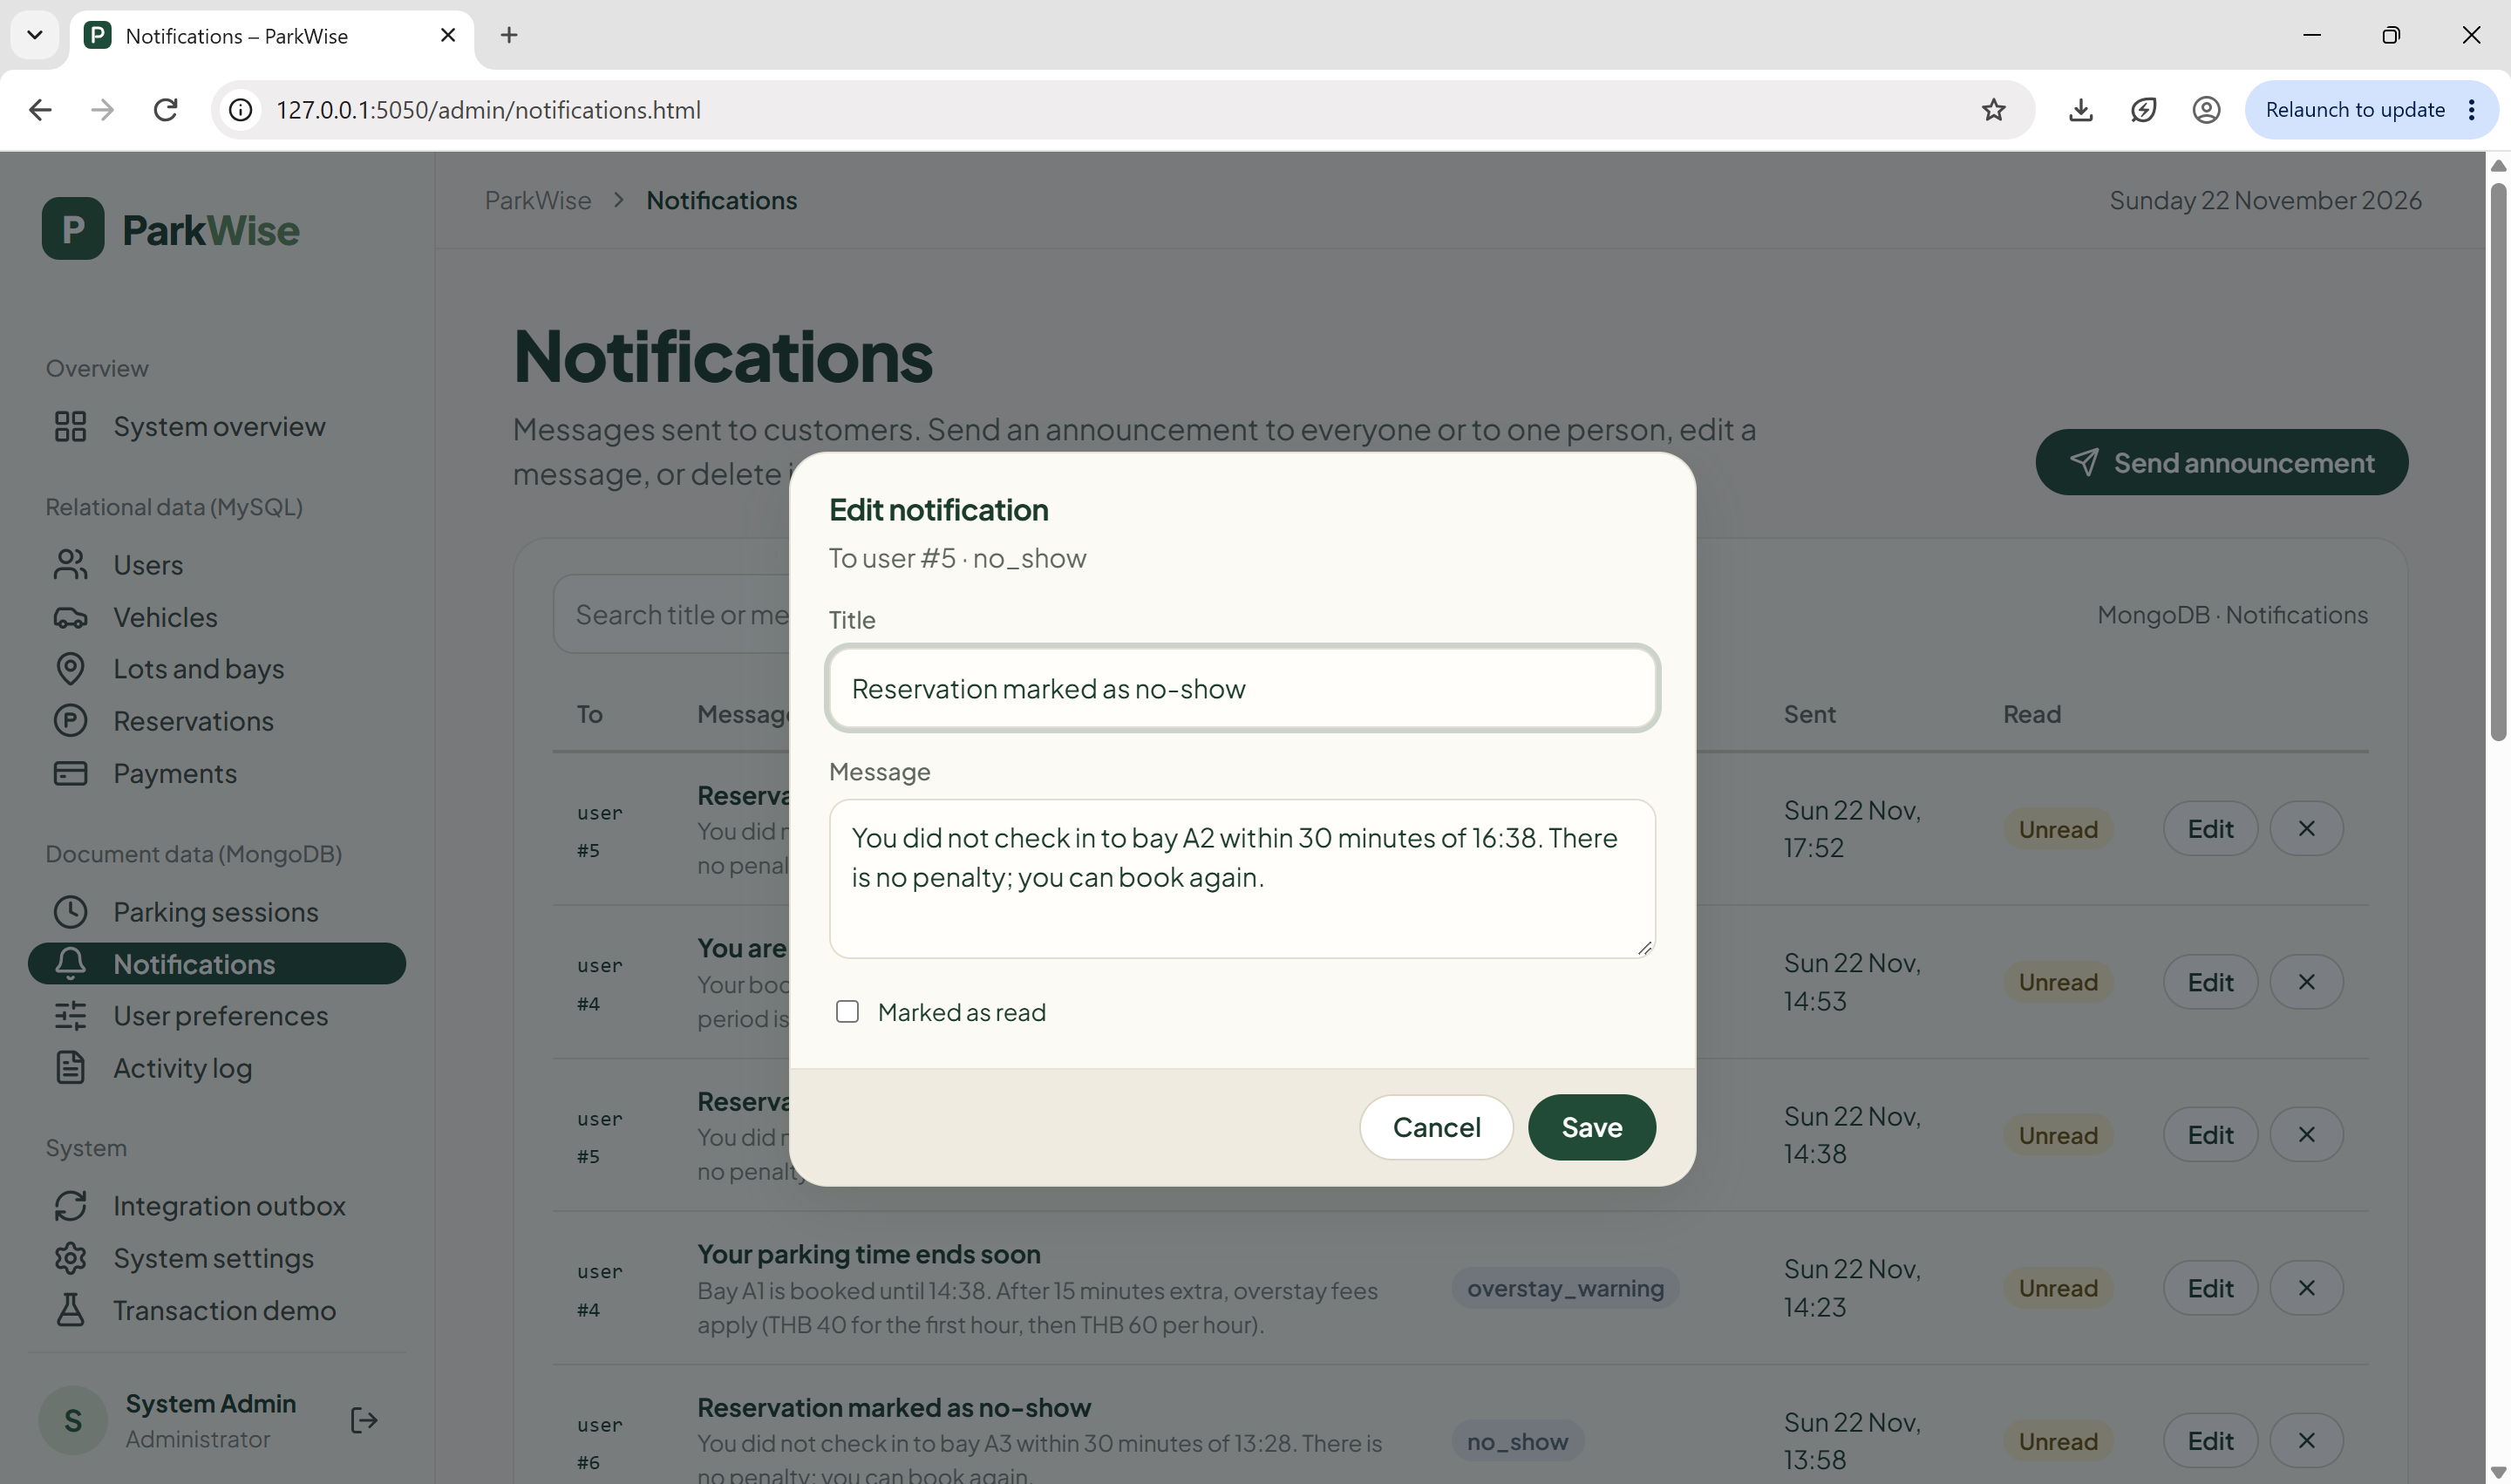 Notifications – ParkWise
127.0.0.1:5050/admin/notifications.html
Relaunch to update
P ParkWise
Overview
System overview
Relational data (MySQL)
Users
Vehicles
Lots and bays
Reservations
Payments
Document data (MongoDB)
Parking sessions
Notifications
User preferences
Activity log
System
Integration outbox
System settings
Transaction demo
S
System Admin
Administrator
ParkWise > Notifications
Sunday 22 November 2026
Notifications
Messages sent to customers. Send an announcement to everyone or to one person, edit a
message, or delete
Send announcement
Search title or me
MongoDB · Notifications
To
Sent
Read
user
#5
You did
no penal
Sun 22 Nov,
17:52
Unread
Edit
user
#4
You are
Your
period is
Sun 22 Nov,
14:53
Unread
Edit
user
#5
You did
no penalty
Sun 22 Nov,
14:38
Unread
Edit
user
#4
Your parking time ends soon
Bay A1 is booked until 14:38. After 15 minutes extra, overstay fees
apply (THB 40 for the first hour, then THB 60 per hour).
overstay_warning
Sun 22 Nov,
14:23
Unread
Edit
user
#6
Reservation marked as no-show
You did not check in to bay A3 within 30 minutes of 13:28. There is
no penalty; you can book again.
no_show
Sun 22 Nov,
13:58
Unread
Edit
Edit notification
To user #5 · no_show
Title
Reservation marked as no-show
Message
You did not check in to bay A2 within 30 minutes of 16:38. There
is no penalty; you can book again.
Marked as read
Cancel
Save